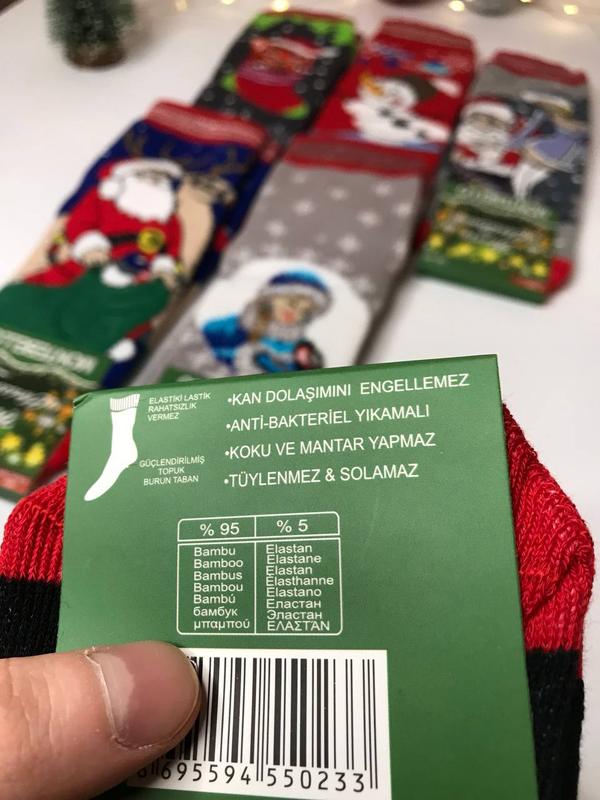 ELASTİKİ LASTİK
RAHATSIZLIK
VERMEZ
GÜÇLENDİRİLMİŞ
TOPUK
BURUN TABAN
•KAN DOLAŞIMINI ENGELLEMEZ
•ANTİ-BAKTERİEL YIKAMALI
•KOKU VE MANTAR YAPMAZ
•TÜYLENMEZ & SOLAMAZ
% 95
% 5
Bambu
Bamboo
Bambus
Bambou
Bambú
бамбук
μπαμπού
Elastan
Elastane
Elastan
Elasthanne
Elastano
Еластан
Эластан
ΕΛΑΣΤΑΝ
8 695594 550233